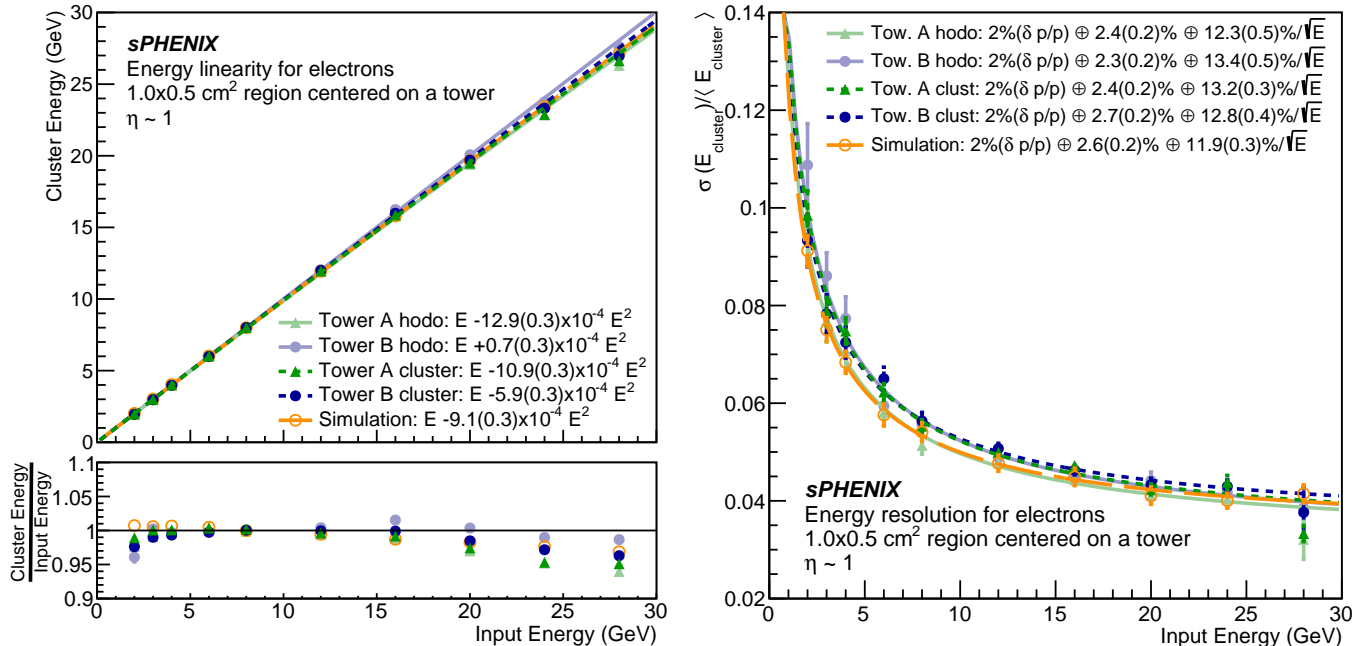 Cluster Energy (GeV)
30
25
20
15
10
5
0
sPHENIX
Energy linearity for electrons
1.0x0.5 cm² region centered on a tower
η ~ 1
Tower A hodo: E -12.9(0.3)x10⁻⁴ E²
Tower B hodo: E +0.7(0.3)x10⁻⁴ E²
Tower A cluster: E -10.9(0.3)x10⁻⁴ E²
Tower B cluster: E -5.9(0.3)x10⁻⁴ E²
Simulation: E -9.1(0.3)x10⁻⁴ E²
Cluster Energy
Input Energy
1.1
1.05
1
0.95
0.9
0 5 10 15 20 25 30
Input Energy (GeV)
σ (E_cluster)/⟨ E_cluster ⟩
0.14
0.12
0.1
0.08
0.06
0.04
0.02
Tow. A hodo: 2%(δ p/p) ⊕ 2.4(0.2)% ⊕ 12.3(0.5)%/√E
Tow. B hodo: 2%(δ p/p) ⊕ 2.3(0.2)% ⊕ 13.4(0.5)%/√E
Tow. A clust: 2%(δ p/p) ⊕ 2.4(0.2)% ⊕ 13.2(0.3)%/√E
Tow. B clust: 2%(δ p/p) ⊕ 2.7(0.2)% ⊕ 12.8(0.4)%/√E
Simulation: 2%(δ p/p) ⊕ 2.6(0.2)% ⊕ 11.9(0.3)%/√E
sPHENIX
Energy resolution for electrons
1.0x0.5 cm² region centered on a tower
η ~ 1
0 5 10 15 20 25 30
Input Energy (GeV)